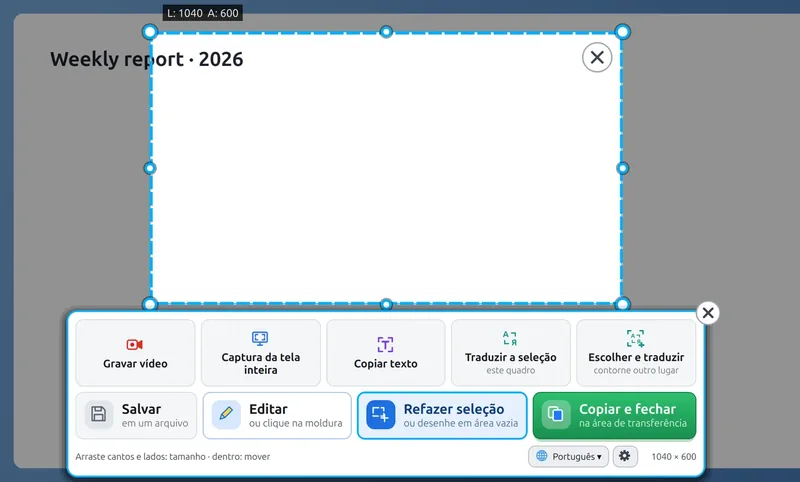 L: 1040 A: 600
Weekly report · 2026
Gravar vídeo
Captura da tela
inteira
Copiar texto
Traduzir a seleção
este quadro
Escolher e traduzir
contorne outro lugar
Salvar
em um arquivo
Editar
ou clique na moldura
Refazer seleção
ou desenhe em área vazia
Copiar e fechar
na área de transferência
Arraste cantos e lados: tamanho · dentro: mover
Português ▾
1040 × 600